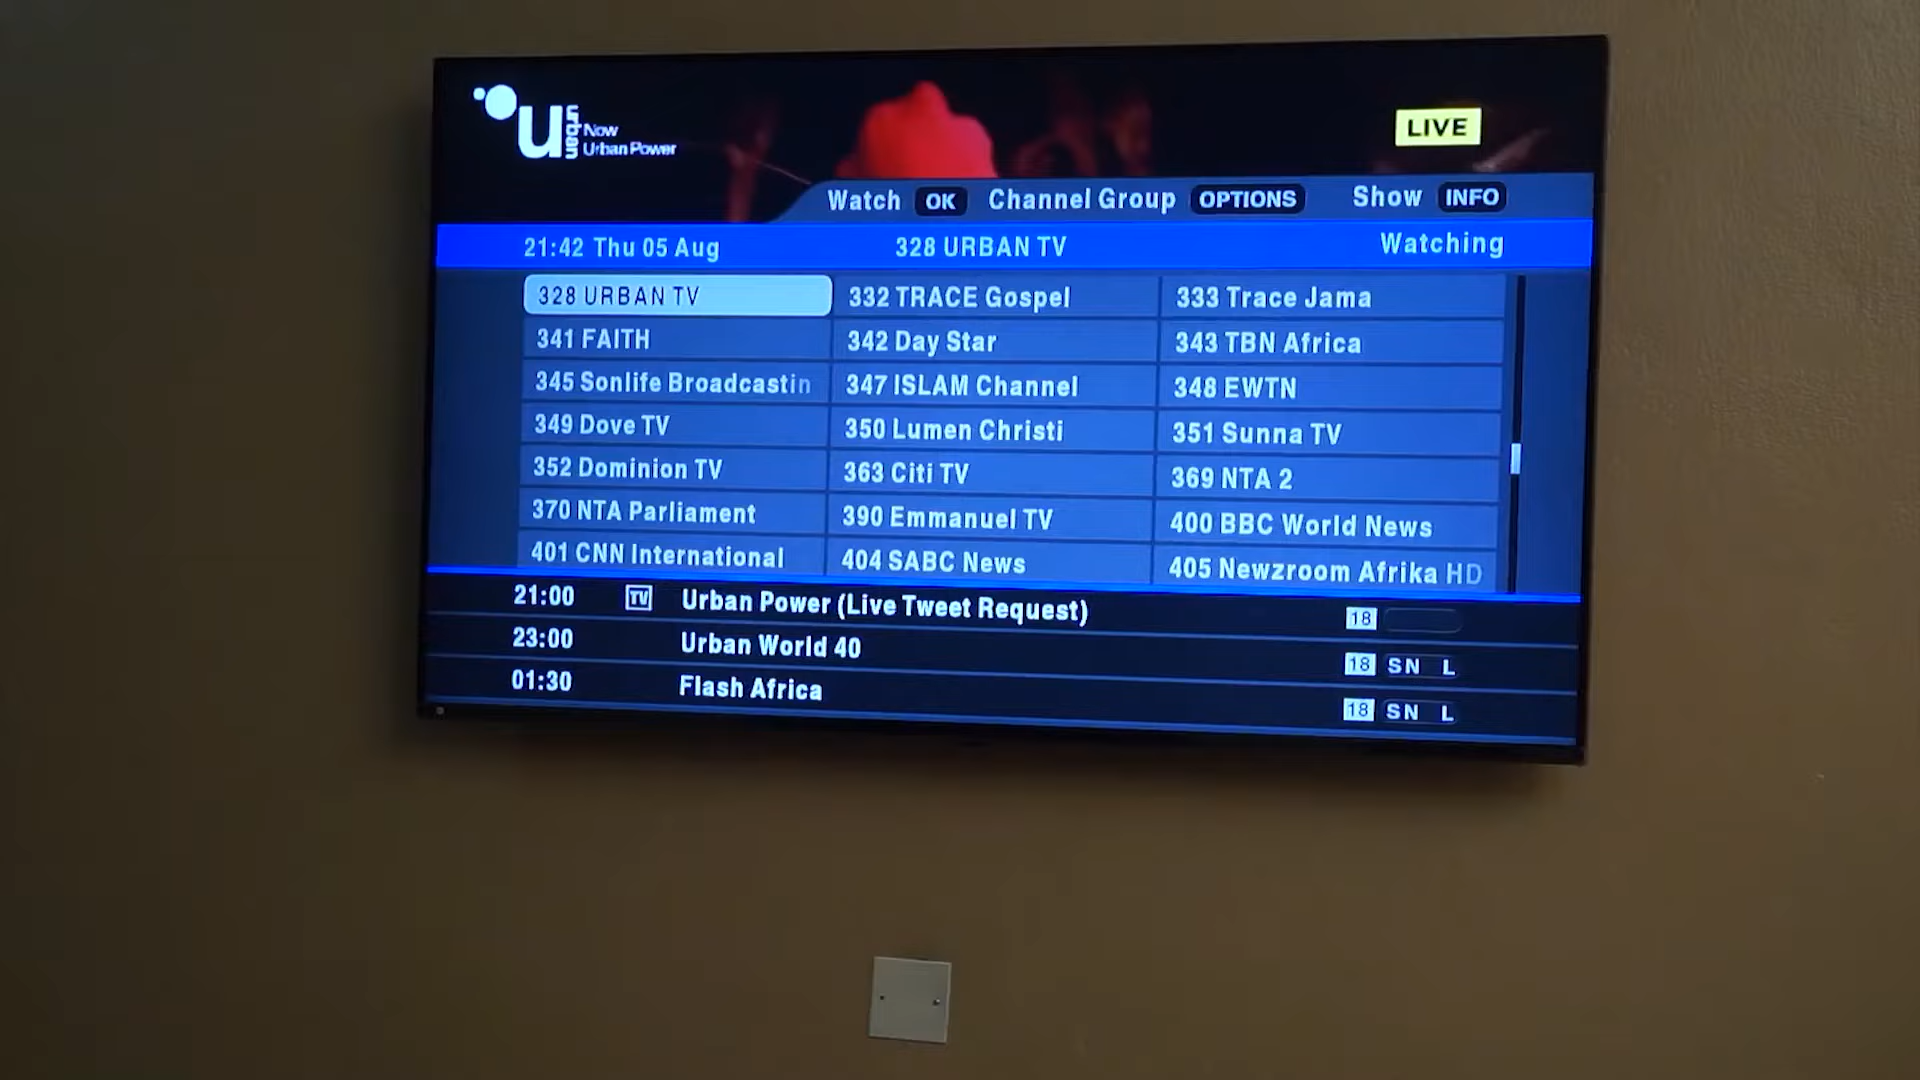 urban
Now
Urban Power
LIVE
Watch OK Channel Group OPTIONS Show INFO
21:42 Thu 05 Aug 328 URBAN TV Watching
328 URBAN TV 332 TRACE Gospel 333 Trace Jama
341 FAITH 342 Day Star 343 TBN Africa
345 Sonlife Broadcastin 347 ISLAM Channel 348 EWTN
349 Dove TV 350 Lumen Christi 351 Sunna TV
352 Dominion TV 363 Citi TV 369 NTA 2
370 NTA Parliament 390 Emmanuel TV 400 BBC World News
401 CNN International 404 SABC News 405 Newzroom Afrika HD
21:00 TV Urban Power (Live Tweet Request) 18
23:00 Urban World 40 18 SN L
01:30 Flash Africa 18 SN L